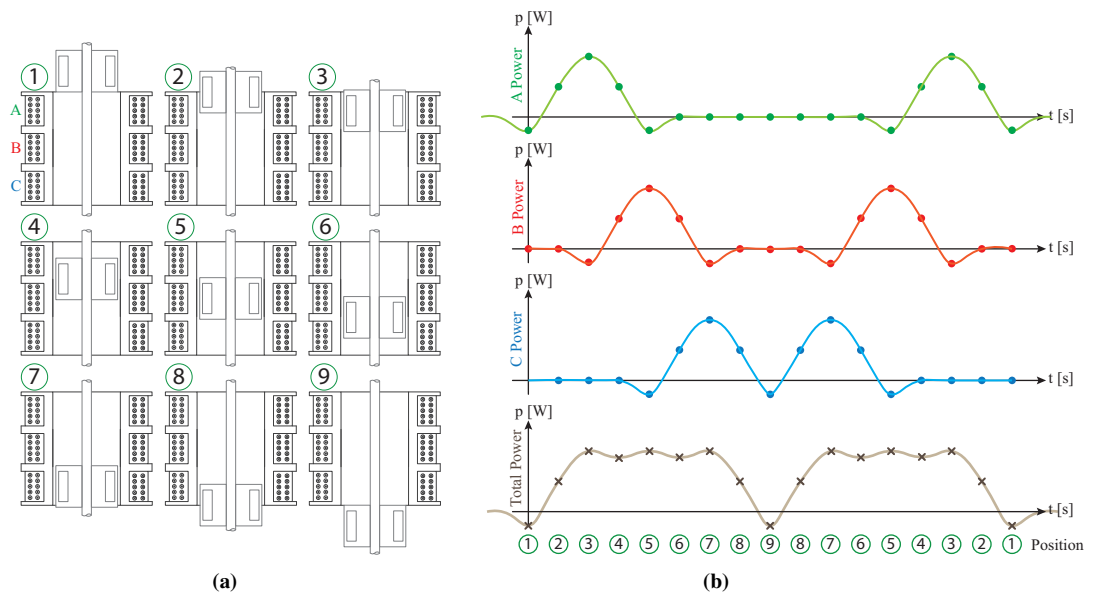 1
2
3
A
B
C
4
5
6
7
8
9
(a)
p [W]
A Power
t [s]
p [W]
B Power
t [s]
p [W]
C Power
t [s]
p [W]
Total Power
t [s]
1 2 3 4 5 6 7 8 9 8 7 6 5 4 3 2 1 Position
(b)